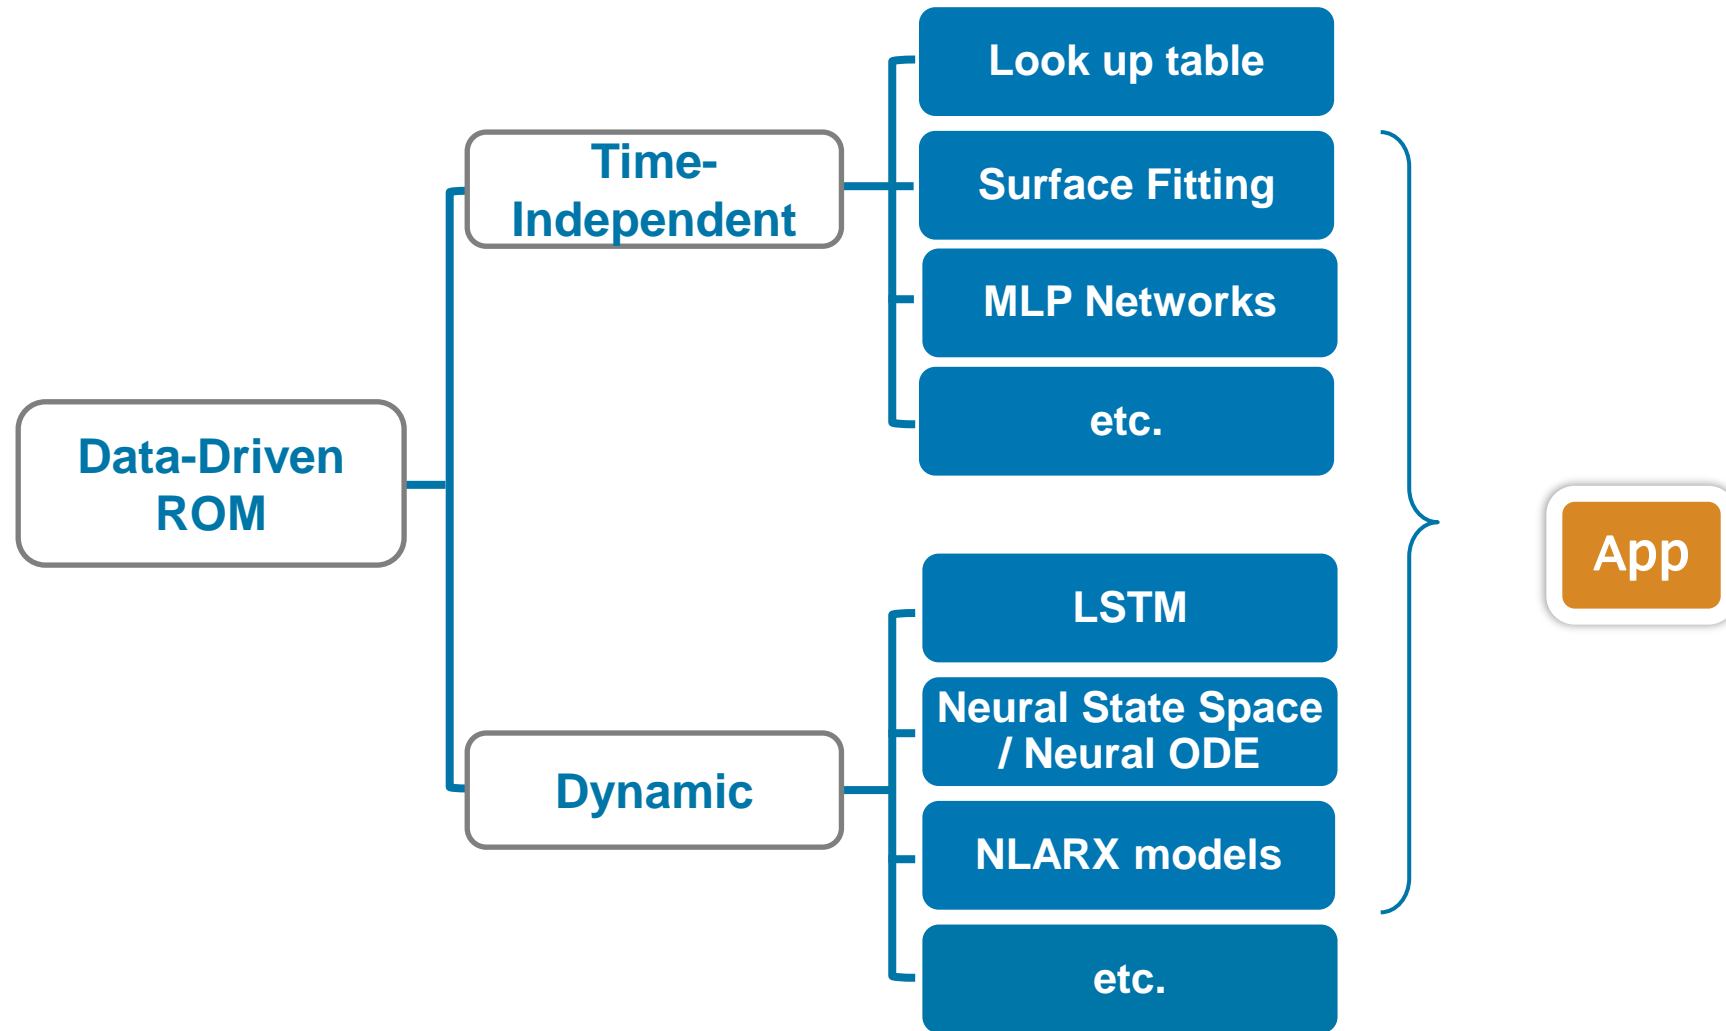 Data-Driven
ROM
Time-
Independent
Look up table
Surface Fitting
MLP Networks
etc.
Dynamic
LSTM
Neural State Space
/ Neural ODE
NLARX models
etc.
App